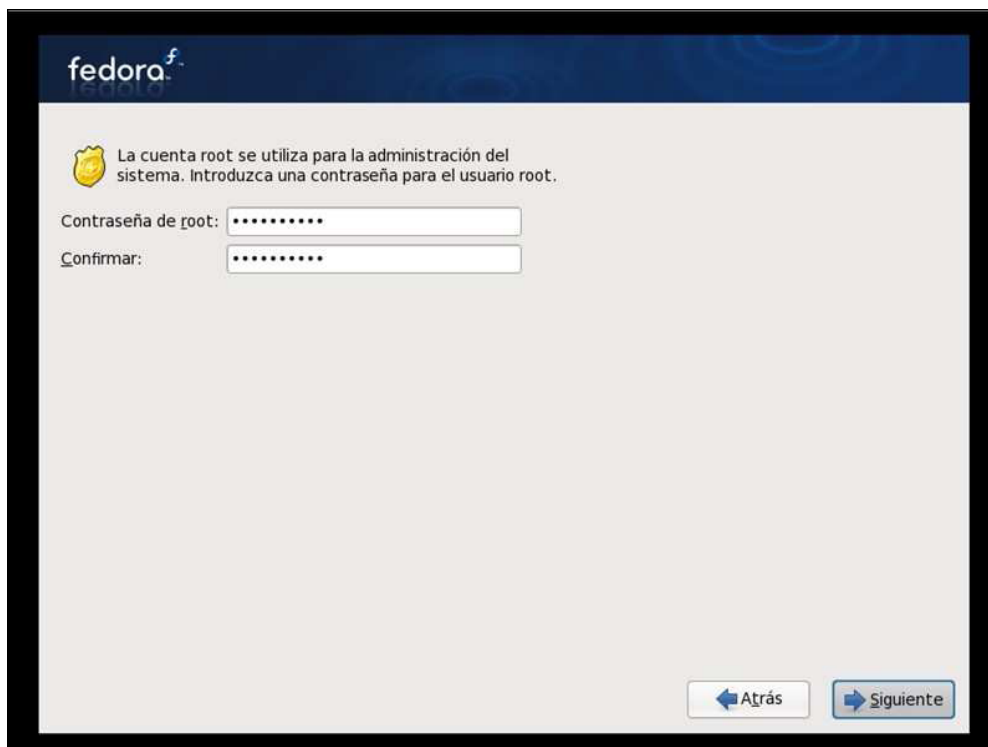 fedora
La cuenta root se utiliza para la administración del
sistema. Introduzca una contraseña para el usuario root.
Contraseña de root: ••••••••••
Confirmar: ••••••••••
Atrás
Siguiente